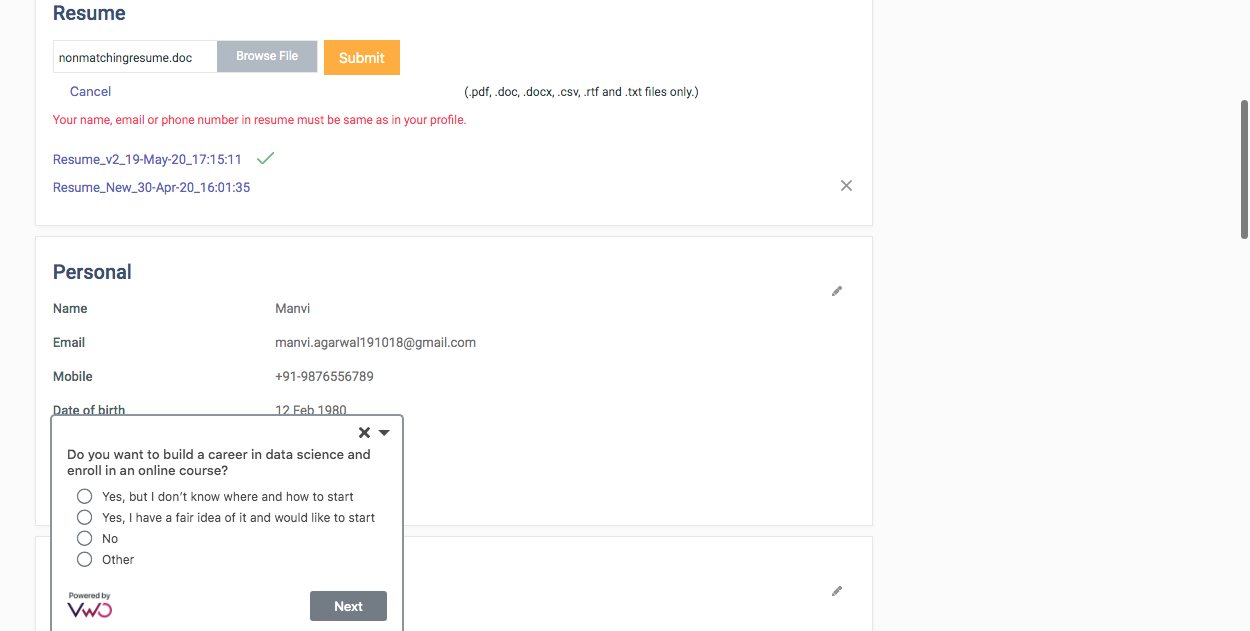 Resume
nonmatchingresume.doc Browse File Submit
Cancel (.pdf, .doc, .docx, .csv, .rtf and .txt files only.)
Your name, email or phone number in resume must be same as in your profile.
Resume_v2_19-May-20_17:15:11
Resume_New_30-Apr-20_16:01:35
Personal
Name Manvi
Email manvi.agarwal191018@gmail.com
Mobile +91-9876556789
Date of birth 12 Feb 1980
Do you want to build a career in data science and
enroll in an online course?
Yes, but I don't know where and how to start
Yes, I have a fair idea of it and would like to start
No
Other
Powered by
VWO Next